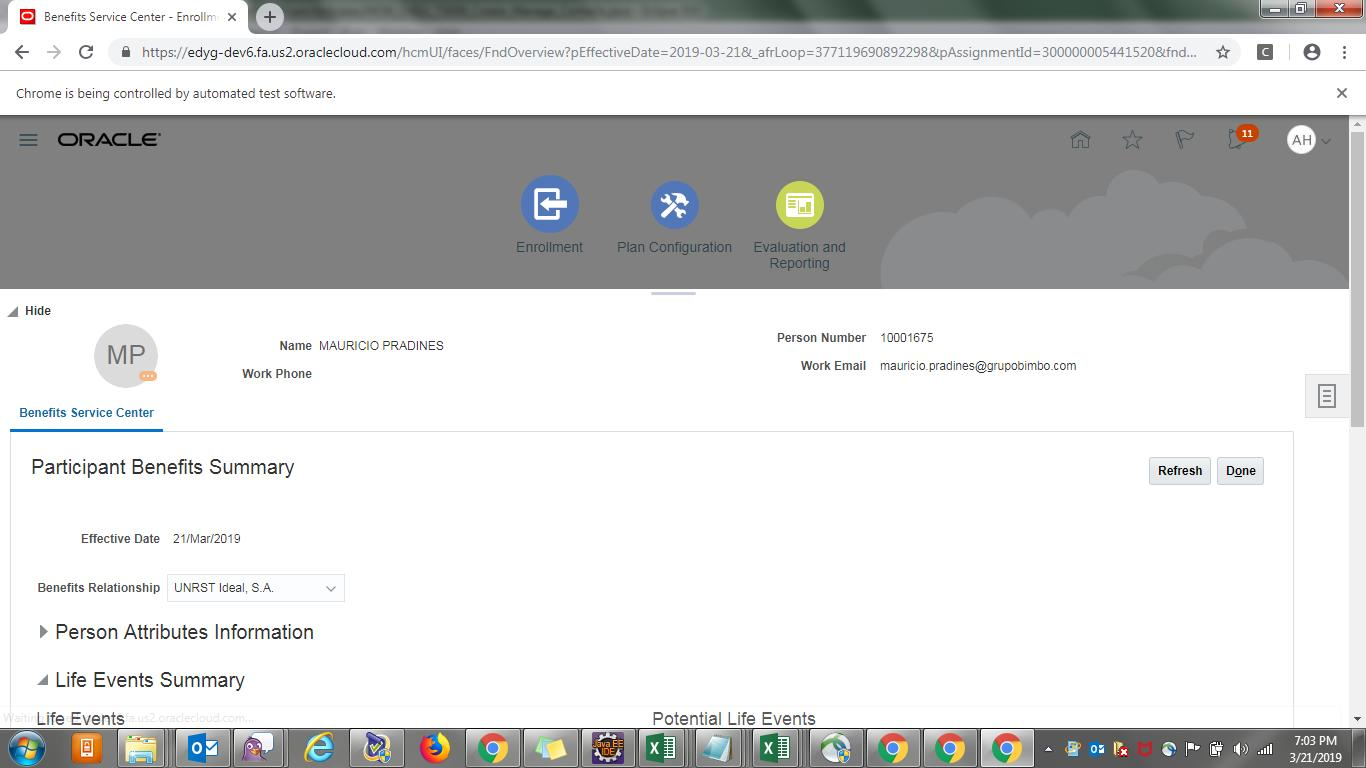 Benefits Service Center - Enrollm
https://edyg-dev6.fa.us2.oraclecloud.com/hcmUI/faces/FndOverview?pEffectiveDate=2019-03-21&_afrLoop=377119690892298&pAssignmentId=300000005441520&fnd...
C
Chrome is being controlled by automated test software.
ORACLE
11
AH
Enrollment
Plan Configuration
Evaluation and
Reporting
Hide
MP
Name MAURICIO PRADINES
Work Phone
Person Number 10001675
Work Email mauricio.pradines@grupobimbo.com
Benefits Service Center
Participant Benefits Summary
Refresh
Done
Effective Date 21/Mar/2019
Benefits Relationship UNRST Ideal, S.A.
Person Attributes Information
Life Events Summary
Life Events
Potential Life Events
Java EE
IDE
7:03 PM
3/21/2019